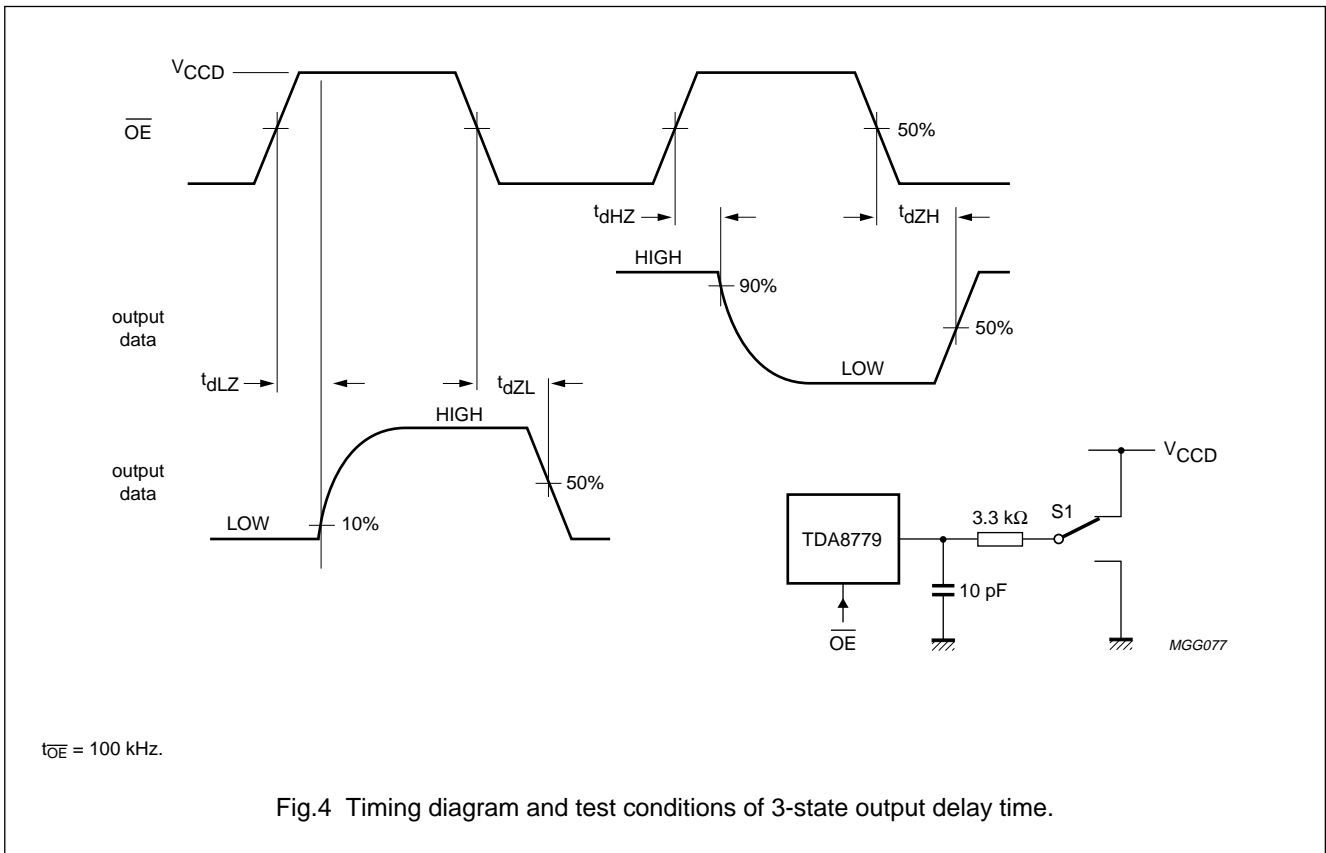 VCCD
OE
50%
tdHZ
tdZH
HIGH
90%
output
data
50%
tdLZ
tdZL
LOW
HIGH
output
data
50%
LOW
10%
VCCD
3.3 kΩ
S1
TDA8779
10 pF
OE
MGG077
tOE = 100 kHz.
Fig.4 Timing diagram and test conditions of 3-state output delay time.